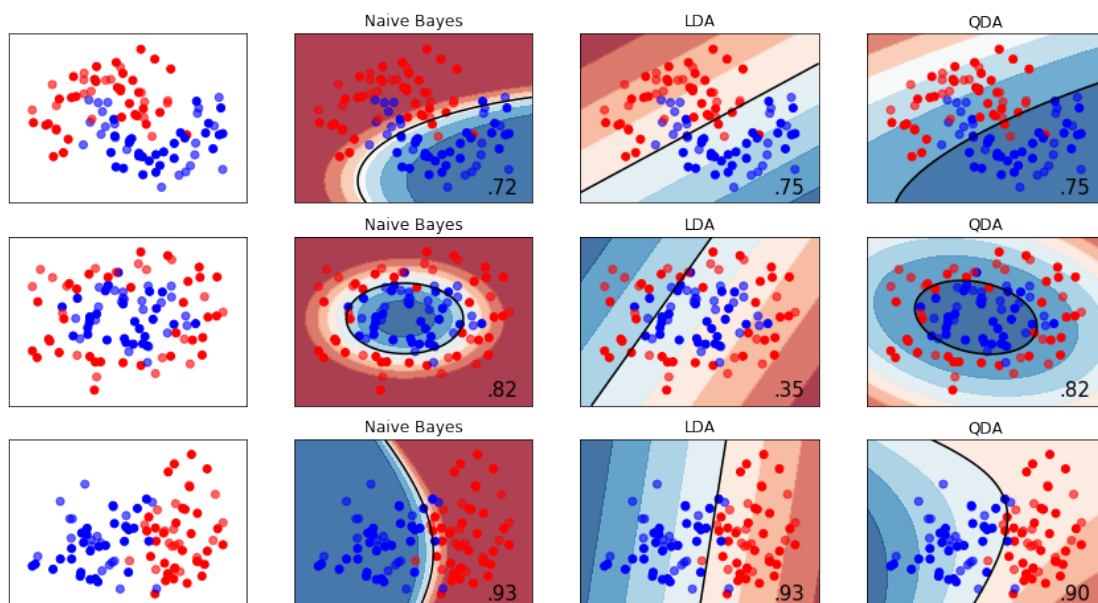 Naive Bayes
LDA
QDA
.72
.75
.75
Naive Bayes
LDA
QDA
.82
.35
.82
Naive Bayes
LDA
QDA
.93
.93
.90